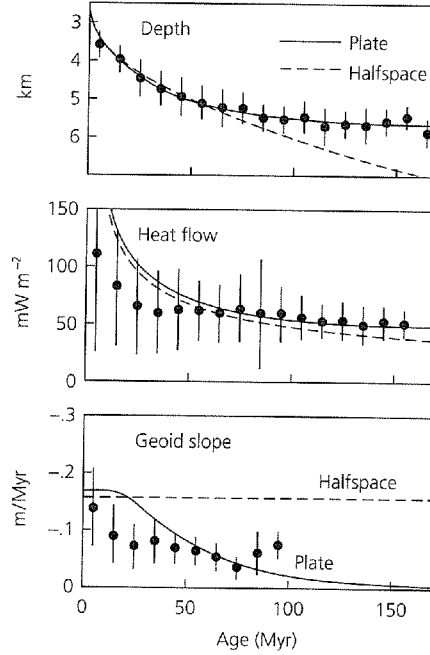 3
4
5
6
km
Depth
Plate
Halfspace
150
100
50
0
mW m⁻²
Heat flow
-.3
-.2
-.1
0
m/Myr
Geoid slope
Halfspace
Plate
0 50 100 150
Age (Myr)